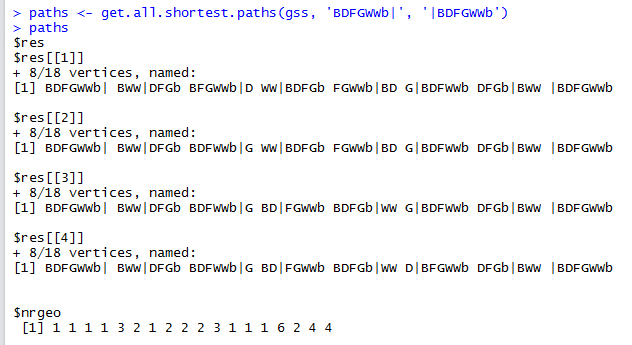 > paths <- get.all.shortest.paths(gss, 'BDFGWWb|', '|BDFGWWb')
> paths
$res
$res[[1]]
+ 8/18 vertices, named:
[1] BDFGWWb| BWW|DFGb BFGWWb|D WW|BDFGb FGWWb|BD G|BDFWWb DFGb|BWW |BDFGWWb
$res[[2]]
+ 8/18 vertices, named:
[1] BDFGWWb| BWW|DFGb BDFWWb|G WW|BDFGb FGWWb|BD G|BDFWWb DFGb|BWW |BDFGWWb
$res[[3]]
+ 8/18 vertices, named:
[1] BDFGWWb| BWW|DFGb BDFWWb|G BD|FGWWb BDFGb|WW G|BDFWWb DFGb|BWW |BDFGWWb
$res[[4]]
+ 8/18 vertices, named:
[1] BDFGWWb| BWW|DFGb BDFWWb|G BD|FGWWb BDFGb|WW D|BFGWWb DFGb|BWW |BDFGWWb
$nrgeo
[1] 1 1 1 1 3 2 1 2 2 2 3 1 1 1 6 2 4 4